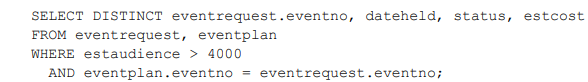 SELECT DISTINCT eventrequest.eventno, dateheld, status, estcost
FROM eventrequest, eventplan
WHERE estaudience > 4000
AND eventplan.eventno = eventrequest.eventno;